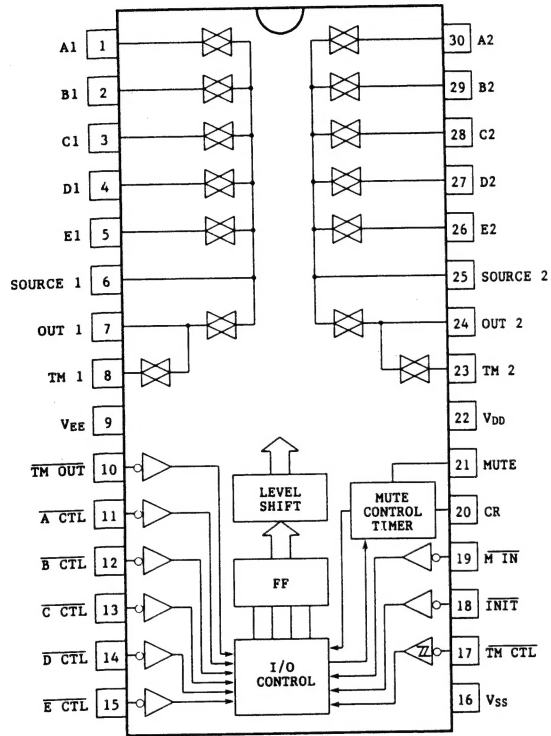 A1 1
B1 2
C1 3
D1 4
E1 5
SOURCE 1 6
OUT 1 7
TM 1 8
VEE 9
TM OUT 10
A CTL 11
B CTL 12
C CTL 13
D CTL 14
E CTL 15
30 A2
29 B2
28 C2
27 D2
26 E2
25 SOURCE 2
24 OUT 2
23 TM 2
22 VDD
21 MUTE
20 CR
19 M IN
18 INIT
17 TM CTL
16 VSS
LEVEL
SHIFT
FF
I/O
CONTROL
MUTE
CONTROL
TIMER